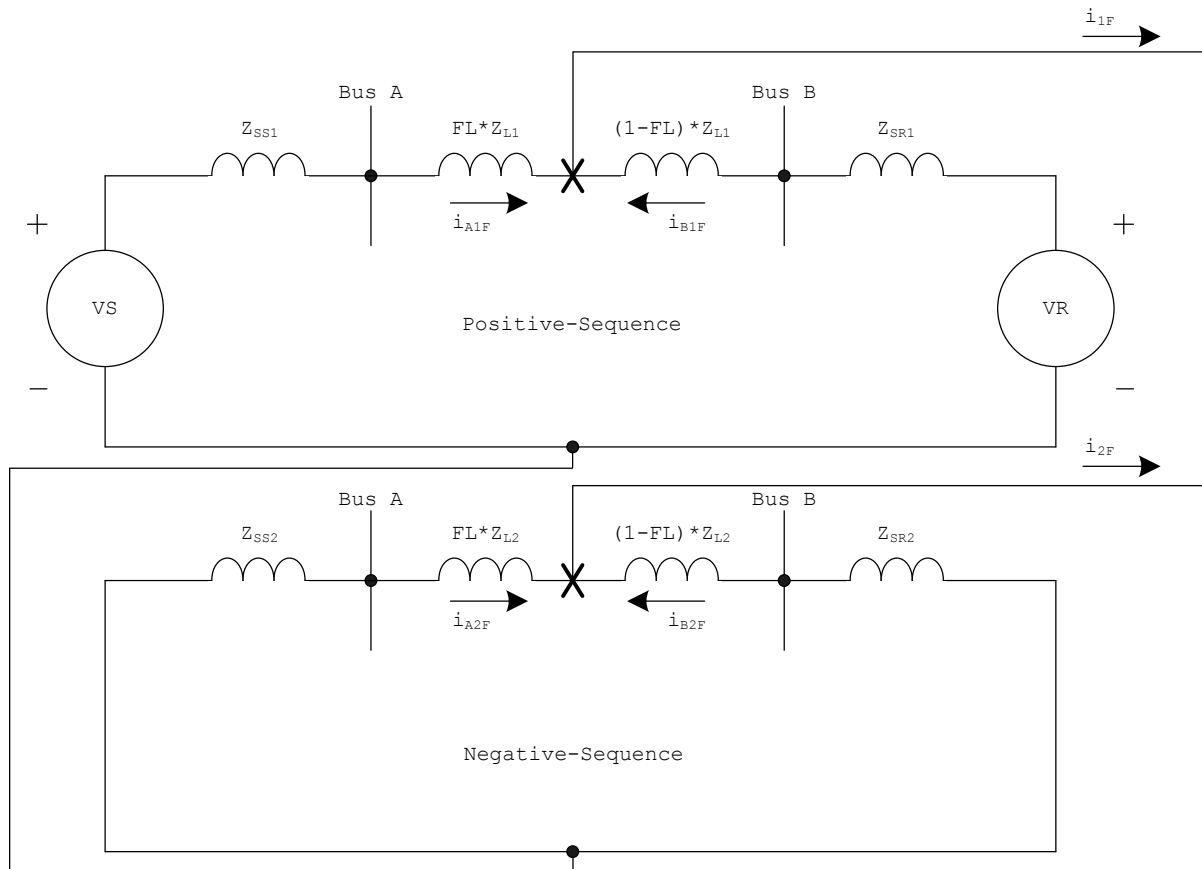 i1F
Bus A
Bus B
ZSS1
FL*ZL1
(1-FL)*ZL1
ZSR1
iA1F
iB1F
+
+
VS
VR
Positive-Sequence
−
−
i2F
Bus A
Bus B
ZSS2
FL*ZL2
(1-FL)*ZL2
ZSR2
iA2F
iB2F
Negative-Sequence